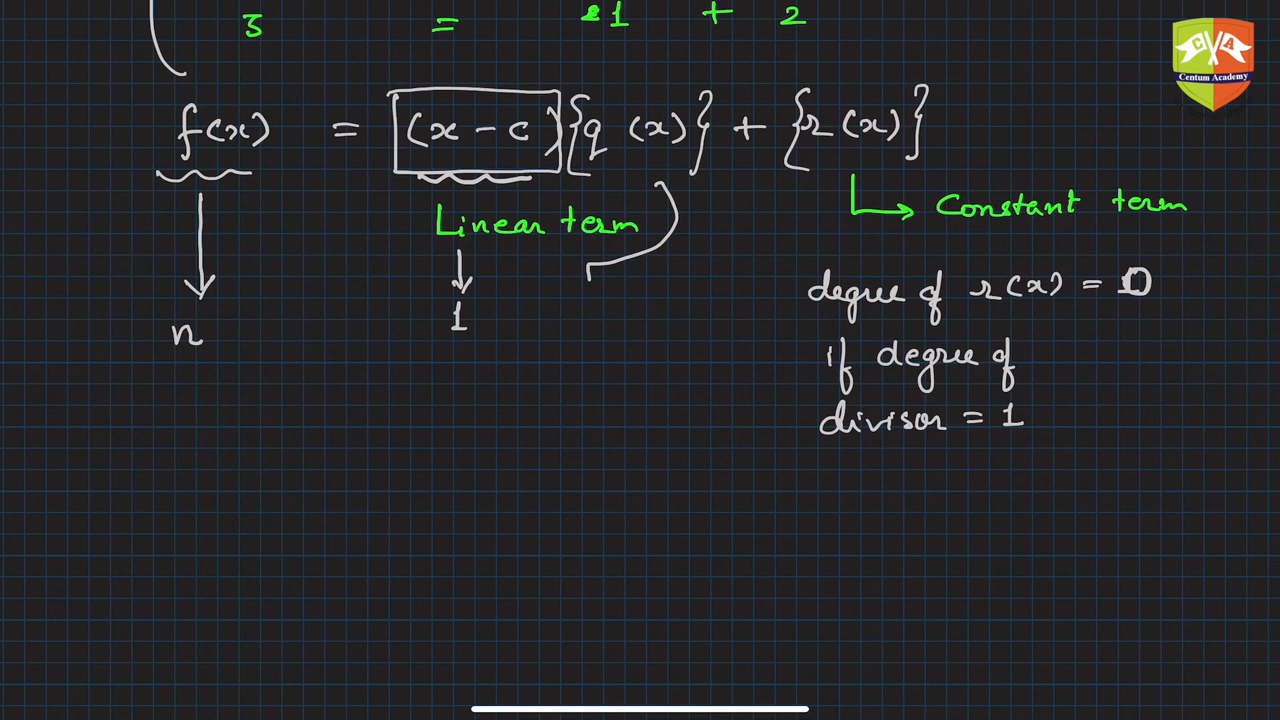 3 = 1 + 2
C A
Centum Academy
f(x) = (x - c) {q(x)} + {r(x)}
Linear term
Constant term
1
n
degree of r(x) = 0
if degree of
divisor = 1